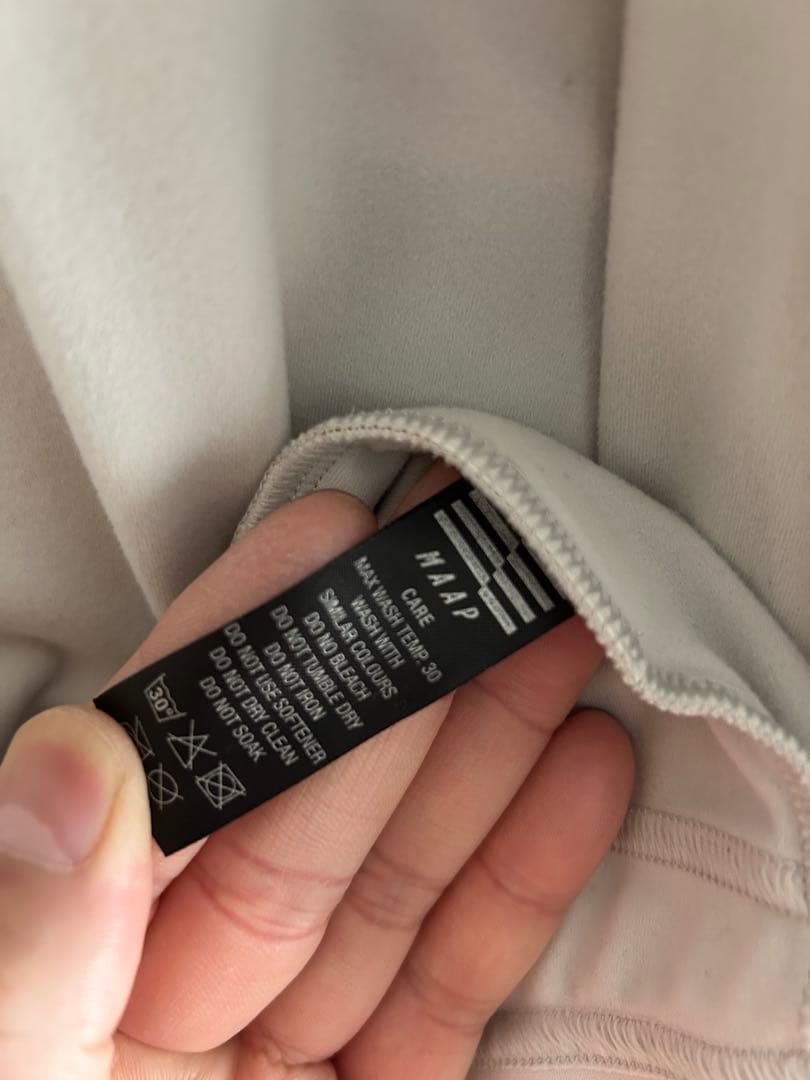 MAAP
CARE
MAX WASH TEMP. 30
WASH WITH
SIMILAR COLOURS
DO NO BLEACH
DO NOT TUMBLE DRY
DO NOT IRON
DO NOT USE SOFTENER
DO NOT DRY CLEAN
DO NOT SOAK
30°